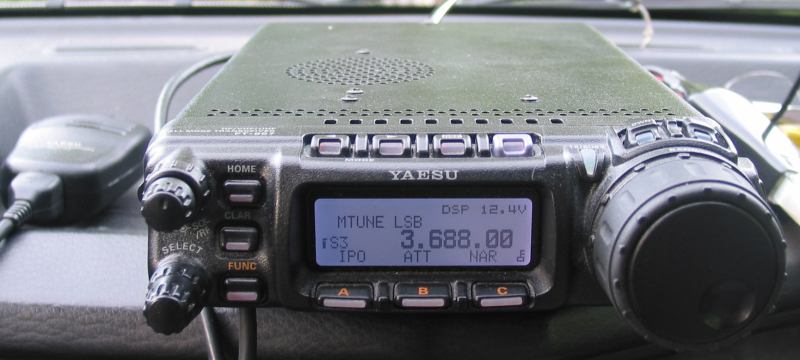 HOME
CLAR
SELECT
FUNC
YAESU
DSP 12.4V
MTUNE LSB
S3 3.688.00
IPO ATT NAR
A B C